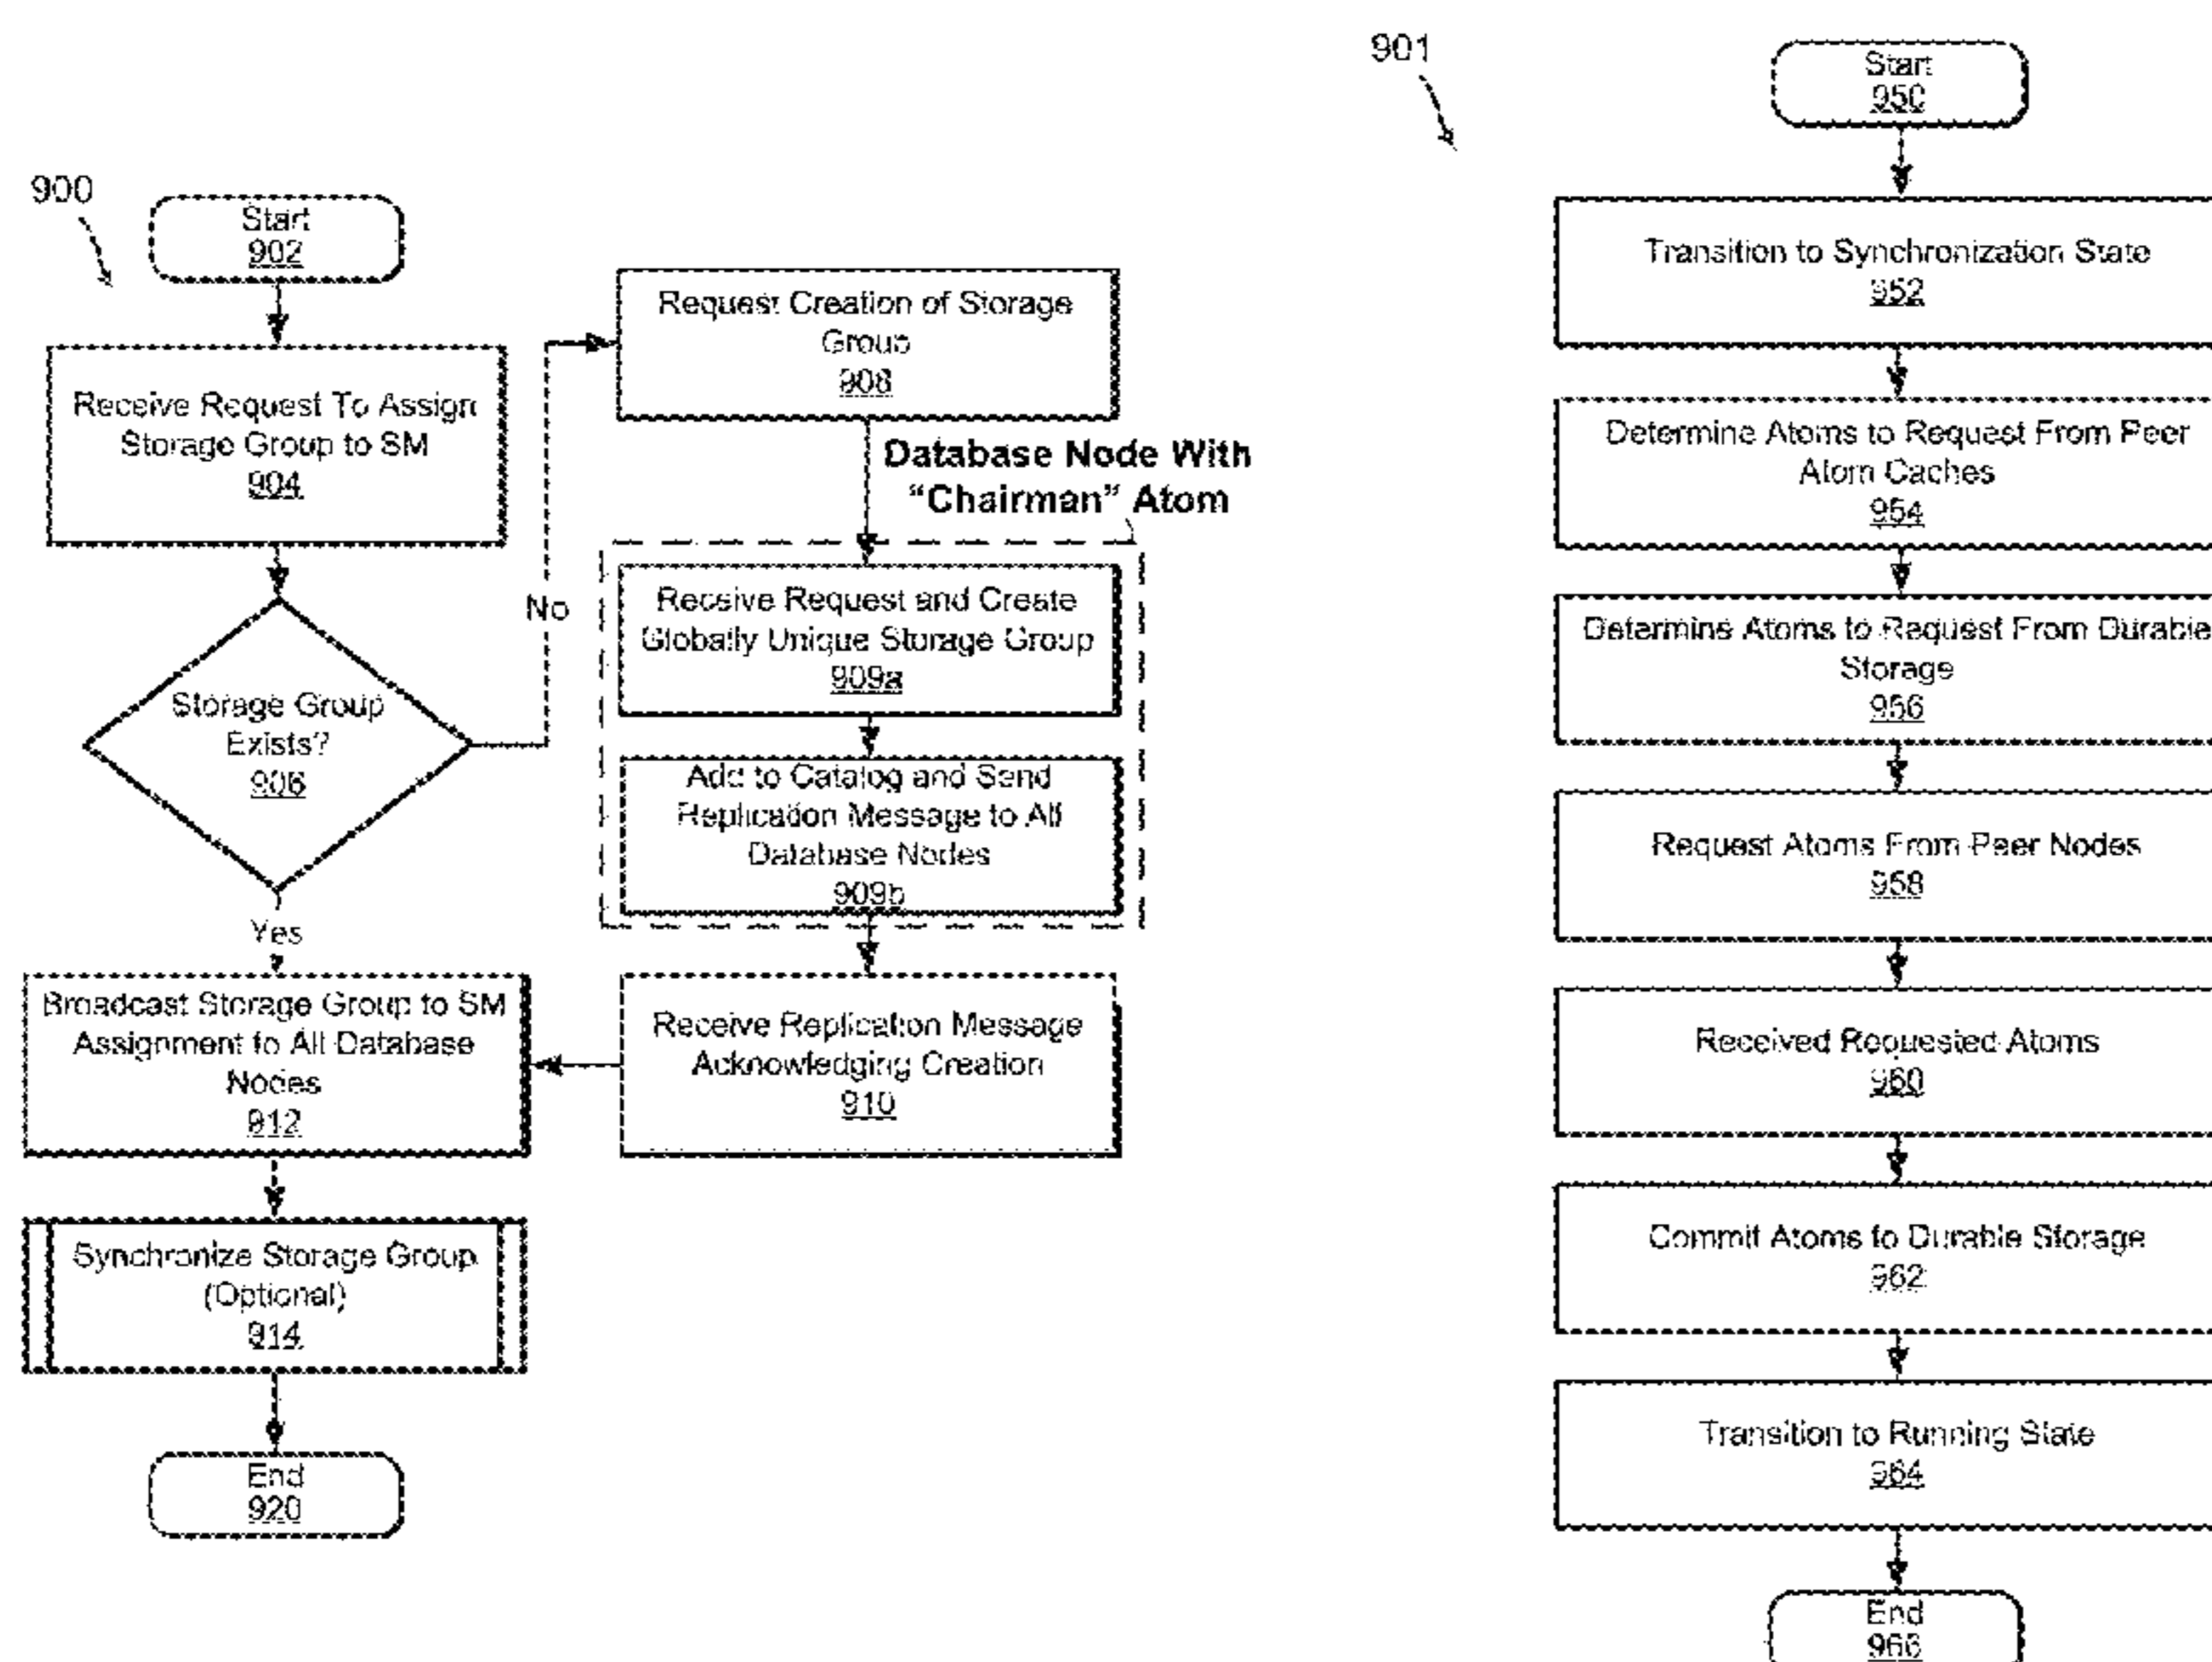 900
Start
902
Receive Request To Assign
Storage Group to SM
904
Storage Group
Exists?
906
No
Yes
Request Creation of Storage
Group
908
Database Node With
“Chairman” Atom
Receive Request and Create
Globally Unique Storage Group
909a
Add to Catalog and Send
Replication Message to All
Database Nodes
909b
Receive Replication Message
Acknowledging Creation
910
Broadcast Storage Group to SM
Assignment to All Database
Nodes
912
Synchronize Storage Group
(Optional)
914
End
920
901
Start
950
Transition to Synchronization State
952
Determine Atoms to Request From Peer
Atom Caches
954
Determine Atoms to Request From Durable
Storage
956
Request Atoms From Peer Nodes
958
Received Requested Atoms
960
Commit Atoms to Durable Storage
962
Transition to Running State
964
End
966